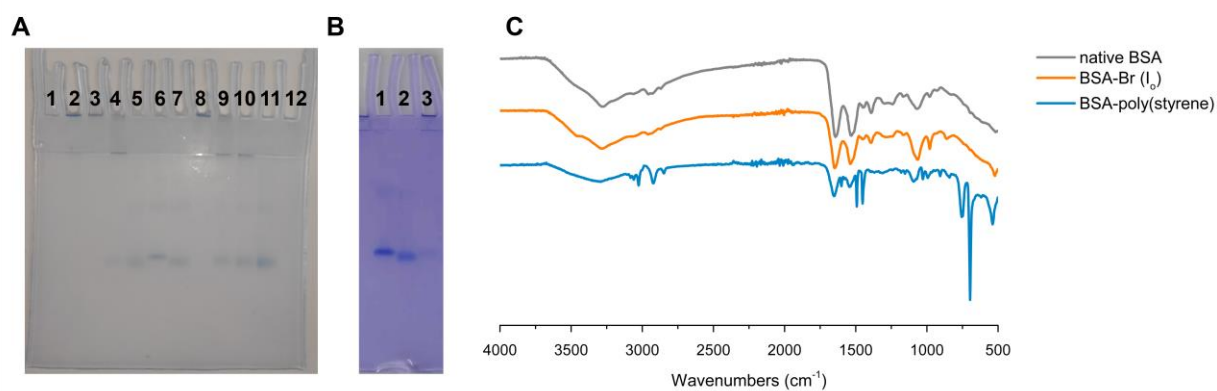 A
1 2 3 4 5 6 7 8 9 10 11 12
B
1 2 3
C
native BSA
BSA-Br (Iₒ)
BSA-poly(styrene)
4000 3500 3000 2500 2000 1500 1000 500
Wavenumbers (cm⁻¹)